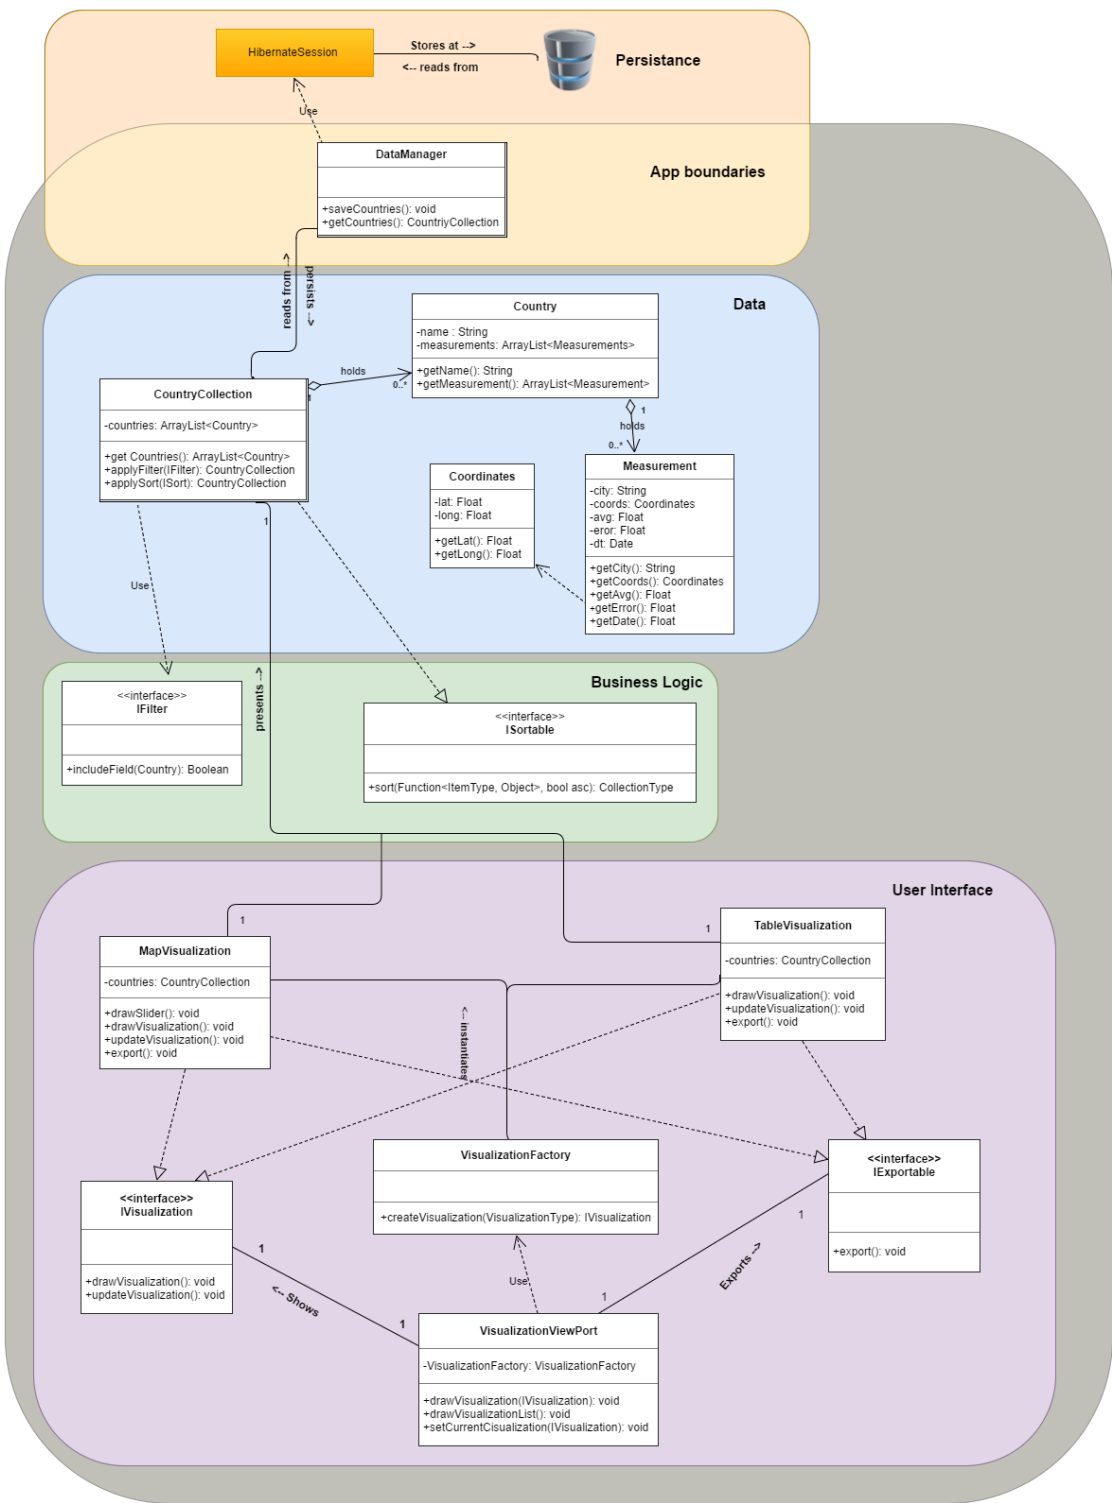 HibernateSession
Stores at -->
<-- reads from
Persistance
Use
App boundaries
DataManager
+saveCountries(): void
+getCountries(): CountriyCollection
reads from -->
persists -->
Data
Country
-name : String
-measurements: ArrayList<Measurements>
+getName(): String
+getMeasurement(): ArrayList<Measurement>
holds
0..*
1
CountryCollection
-countries: ArrayList<Country>
+get Countries(): ArrayList<Country>
+applyFilter(IFilter): CountryCollection
+applySort(ISort): CountryCollection
1
holds
0..*
Measurement
-city: String
-coords: Coordinates
-avg: Float
-eror: Float
-dt: Date
+getCity(): String
+getCoords(): Coordinates
+getAvg(): Float
+getError(): Float
+getDate(): Float
Coordinates
-lat: Float
-long: Float
+getLat(): Float
+getLong(): Float
1
Use
presents -->
Business Logic
<<interface>>
IFilter
+includeField(Country): Boolean
<<interface>>
ISortable
+sort(Function<ItemType, Object>, bool asc): CollectionType
User Interface
1
1
MapVisualization
-countries: CountryCollection
+drawSlider(): void
+drawVisualization(): void
+updateVisualization(): void
+export(): void
TableVisualization
-countries: CountryCollection
+drawVisualization(): void
+updateVisualization(): void
+export(): void
<-- instantiates
<<interface>>
IVisualization
+drawVisualization(): void
+updateVisualization(): void
VisualizationFactory
+createVisualization(VisualizationType): IVisualization
<<interface>>
IExportable
+export(): void
1
<-- Shows
1
Use
1
Exports -->
1
VisualizationViewPort
-VisualizationFactory: VisualizationFactory
+drawVisualization(IVisualization): void
+drawVisualizationList(): void
+setCurrentCisualization(IVisualization): void